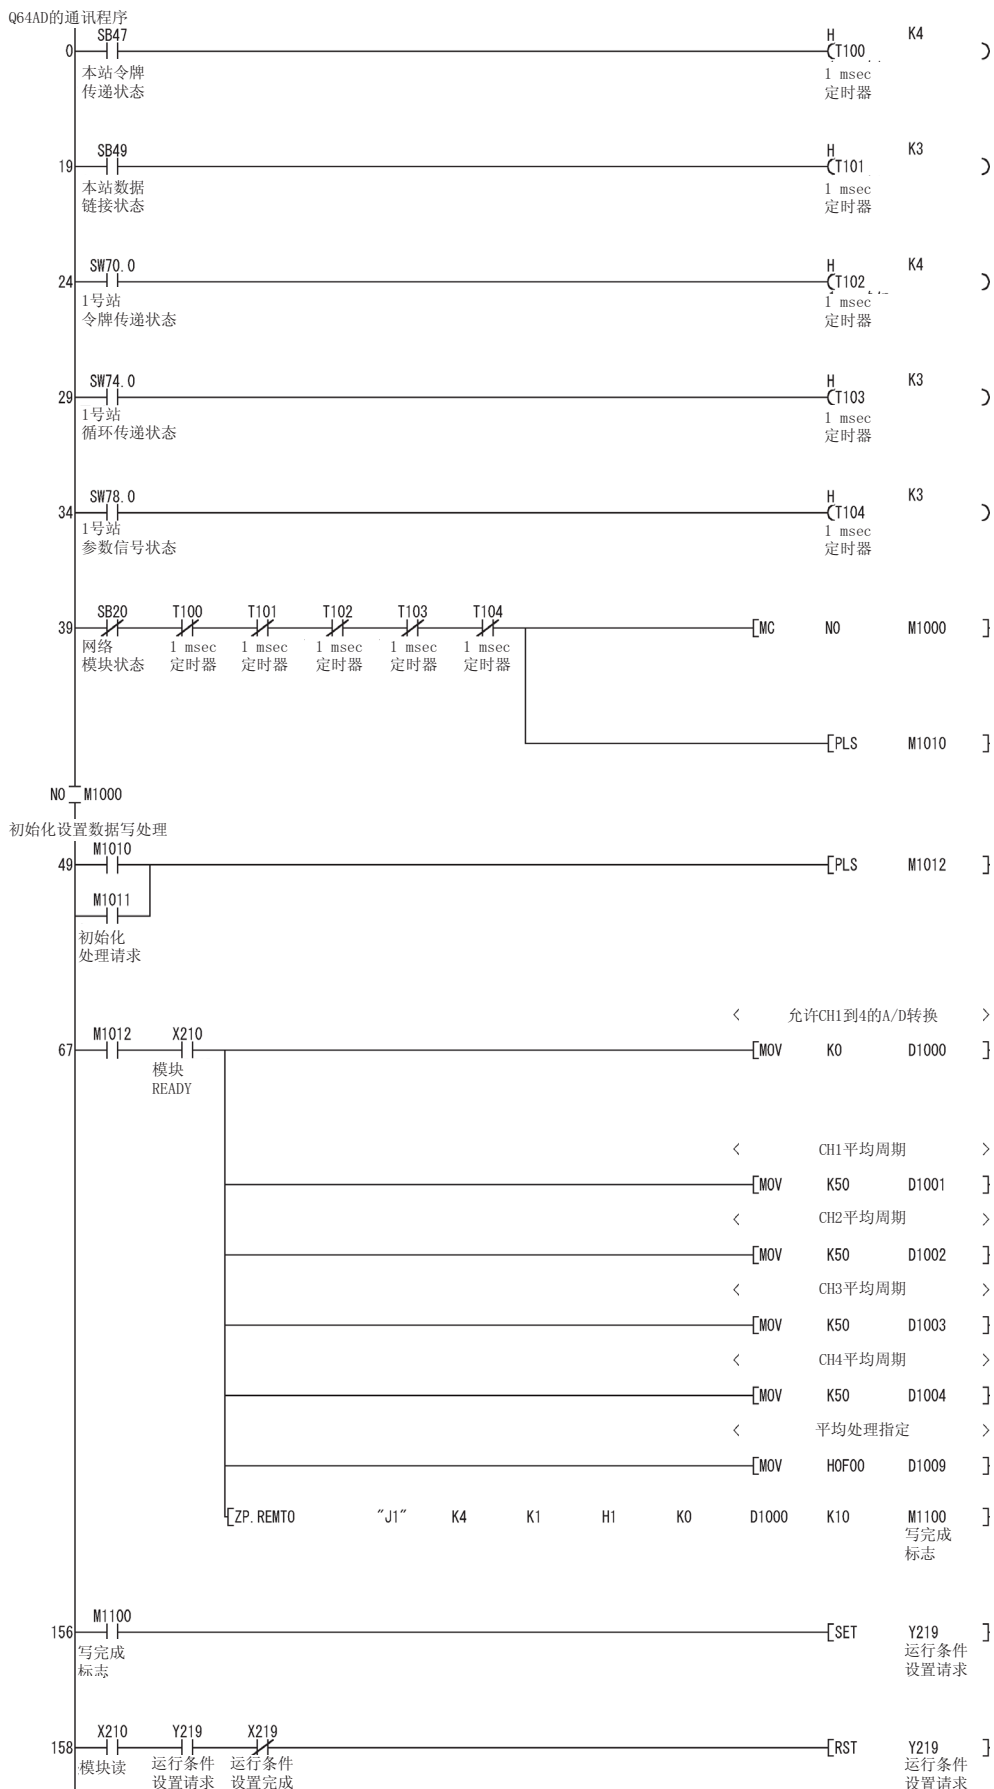 Q64AD的通讯程序
SB47 H K4
0 T100
本站令牌 1 msec
传递状态 定时器
SB49 H K3
19 T101
本站数据 1 msec
链接状态 定时器
SW70.0 H K4
24 T102
1号站 1 msec
令牌传递状态 定时器
SW74.0 H K3
29 T103
1号站 1 msec
循环传递状态 定时器
SW78.0 H K3
34 T104
1号站 1 msec
参数信号状态 定时器
SB20 T100 T101 T102 T103 T104
39 [MC N0 M1000 ]
网络 1 msec 1 msec 1 msec 1 msec 1 msec
模块状态 定时器 定时器 定时器 定时器 定时器
[PLS M1010 ]
N0 M1000
初始化设置数据写处理
M1010
49 [PLS M1012 ]
M1011
初始化
处理请求
< 允许CH1到4的A/D转换 >
M1012 X210
67 [MOV K0 D1000 ]
模块
READY
< CH1平均周期 >
[MOV K50 D1001 ]
< CH2平均周期 >
[MOV K50 D1002 ]
< CH3平均周期 >
[MOV K50 D1003 ]
< CH4平均周期 >
[MOV K50 D1004 ]
< 平均处理指定 >
[MOV H0F00 D1009 ]
[ZP.REMTO "J1" K4 K1 H1 K0 D1000 K10 M1100 ]
写完成
标志
M1100
156 [SET Y219 ]
写完成 运行条件
标志 设置请求
X210 Y219 X219
158 [RST Y219 ]
模块读 运行条件 运行条件 运行条件
设置请求 设置完成 设置请求